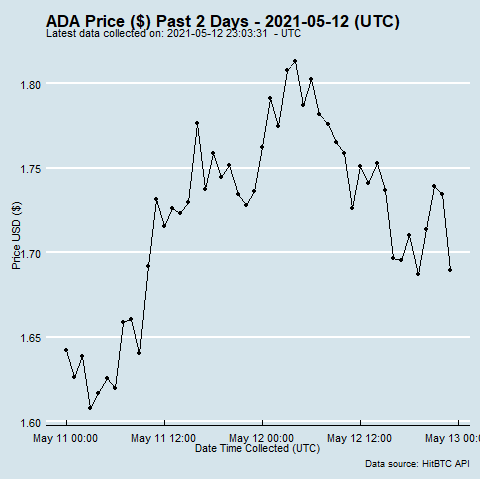 ADA Price ($) Past 2 Days - 2021-05-12 (UTC)
Latest data collected on: 2021-05-12 23:03:31 - UTC
1.80
1.75
1.70
1.65
1.60
Price USD ($)
May 11 00:00 May 11 12:00 May 12 00:00 May 12 12:00 May 13 00:0
Date Time Collected (UTC)
Data source: HitBTC API